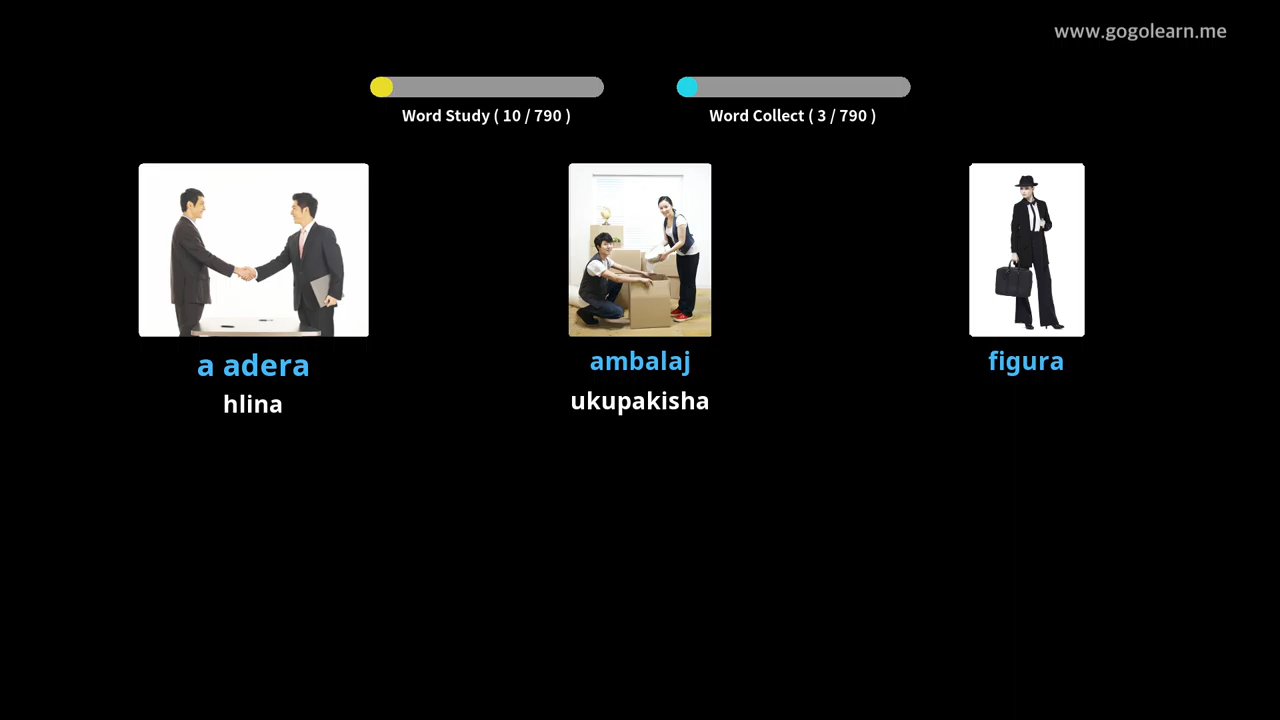 www.gogolearn.me
Word Study ( 10 / 790 )
Word Collect ( 3 / 790 )
a adera
hlina
ambalaj
ukupakisha
figura